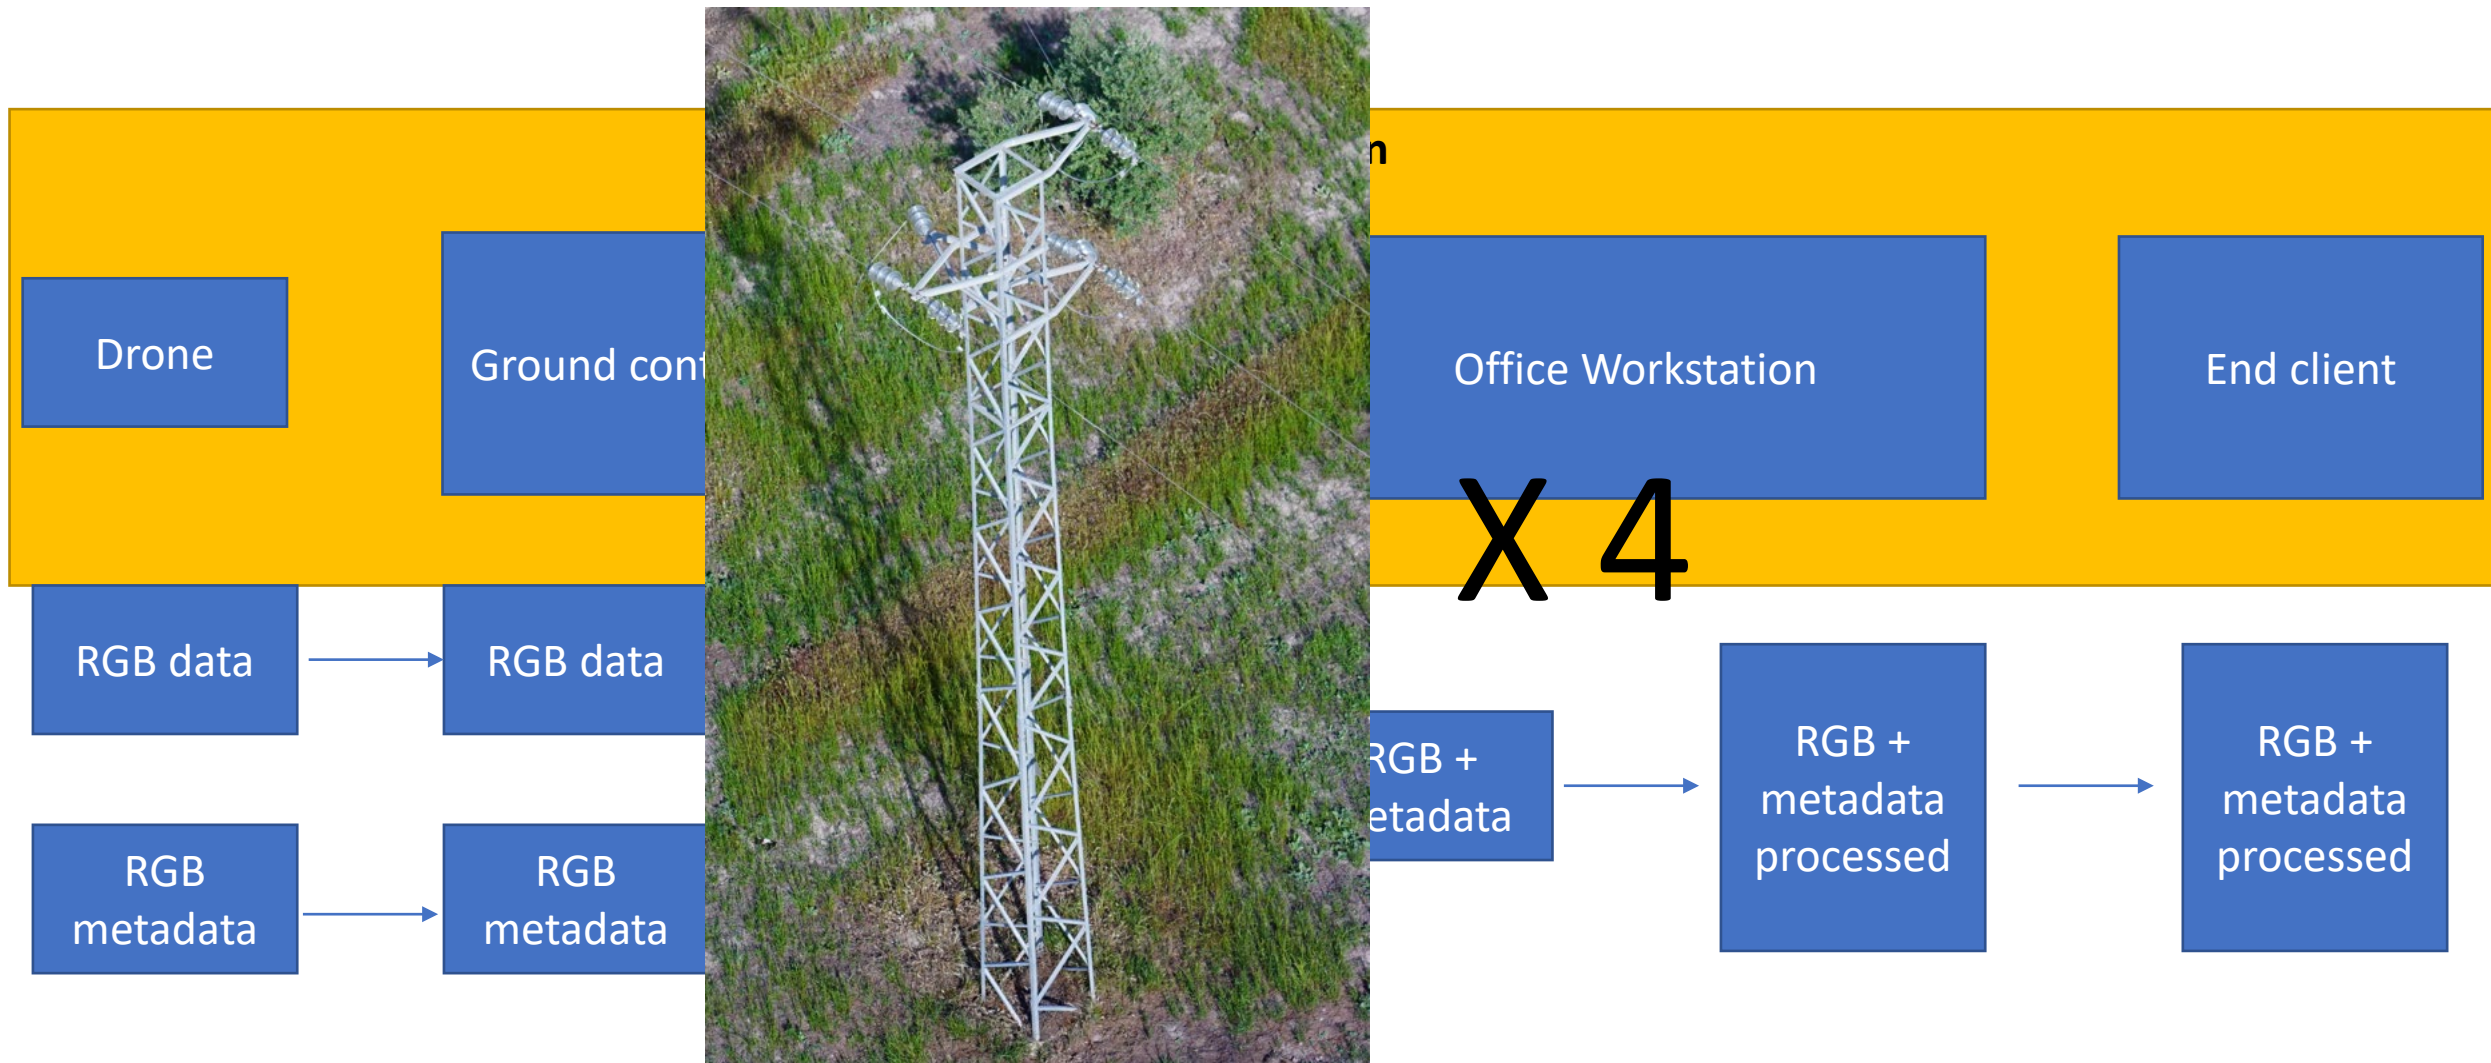 n
Drone
Ground cont
Office Workstation
End client
X 4
RGB data
RGB data
RGB +
etadata
RGB +
metadata
processed
RGB +
metadata
processed
RGB
metadata
RGB
metadata